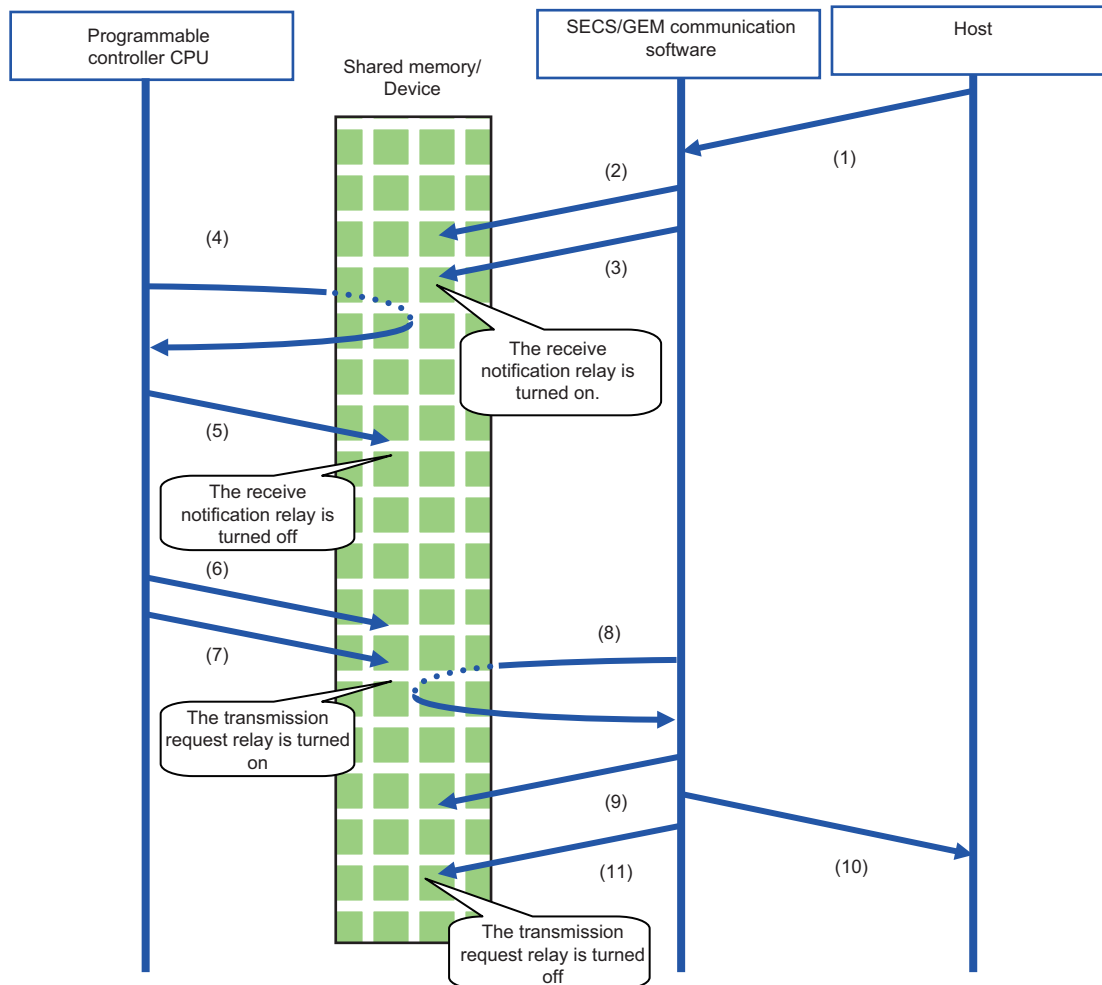 Programmable
controller CPU
Shared memory/
Device
SECS/GEM communication
software
Host
(1)
(2)
(3)
(4)
The receive
notification relay is
turned on.
(5)
The receive
notification relay is
turned off
(6)
(7)
(8)
The transmission
request relay is turned
on
(9)
(10)
(11)
The transmission
request relay is turned
off